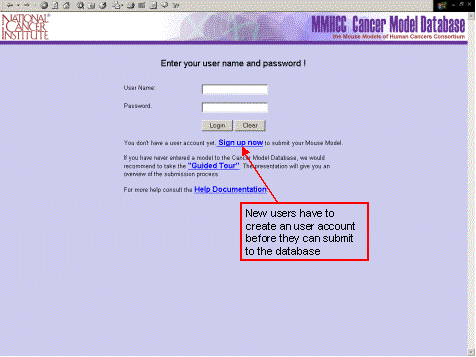 NATIONAL
CANCER
INSTITUTE
MMHCC Cancer Model Database
the Mouse Models of Human Cancers Consortium
Enter your user name and password !
User Name:
Password:
Login Clear
You don't have a user account yet. Sign up now to submit your Mouse Model.
If you have never entered a model to the Cancer Model Database, we would
recommend to take the "Guided Tour". The presentation will give you an
overview of the submission process
For more help consult the Help Documentation
New users have to
create an user account
before they can submit
to the database